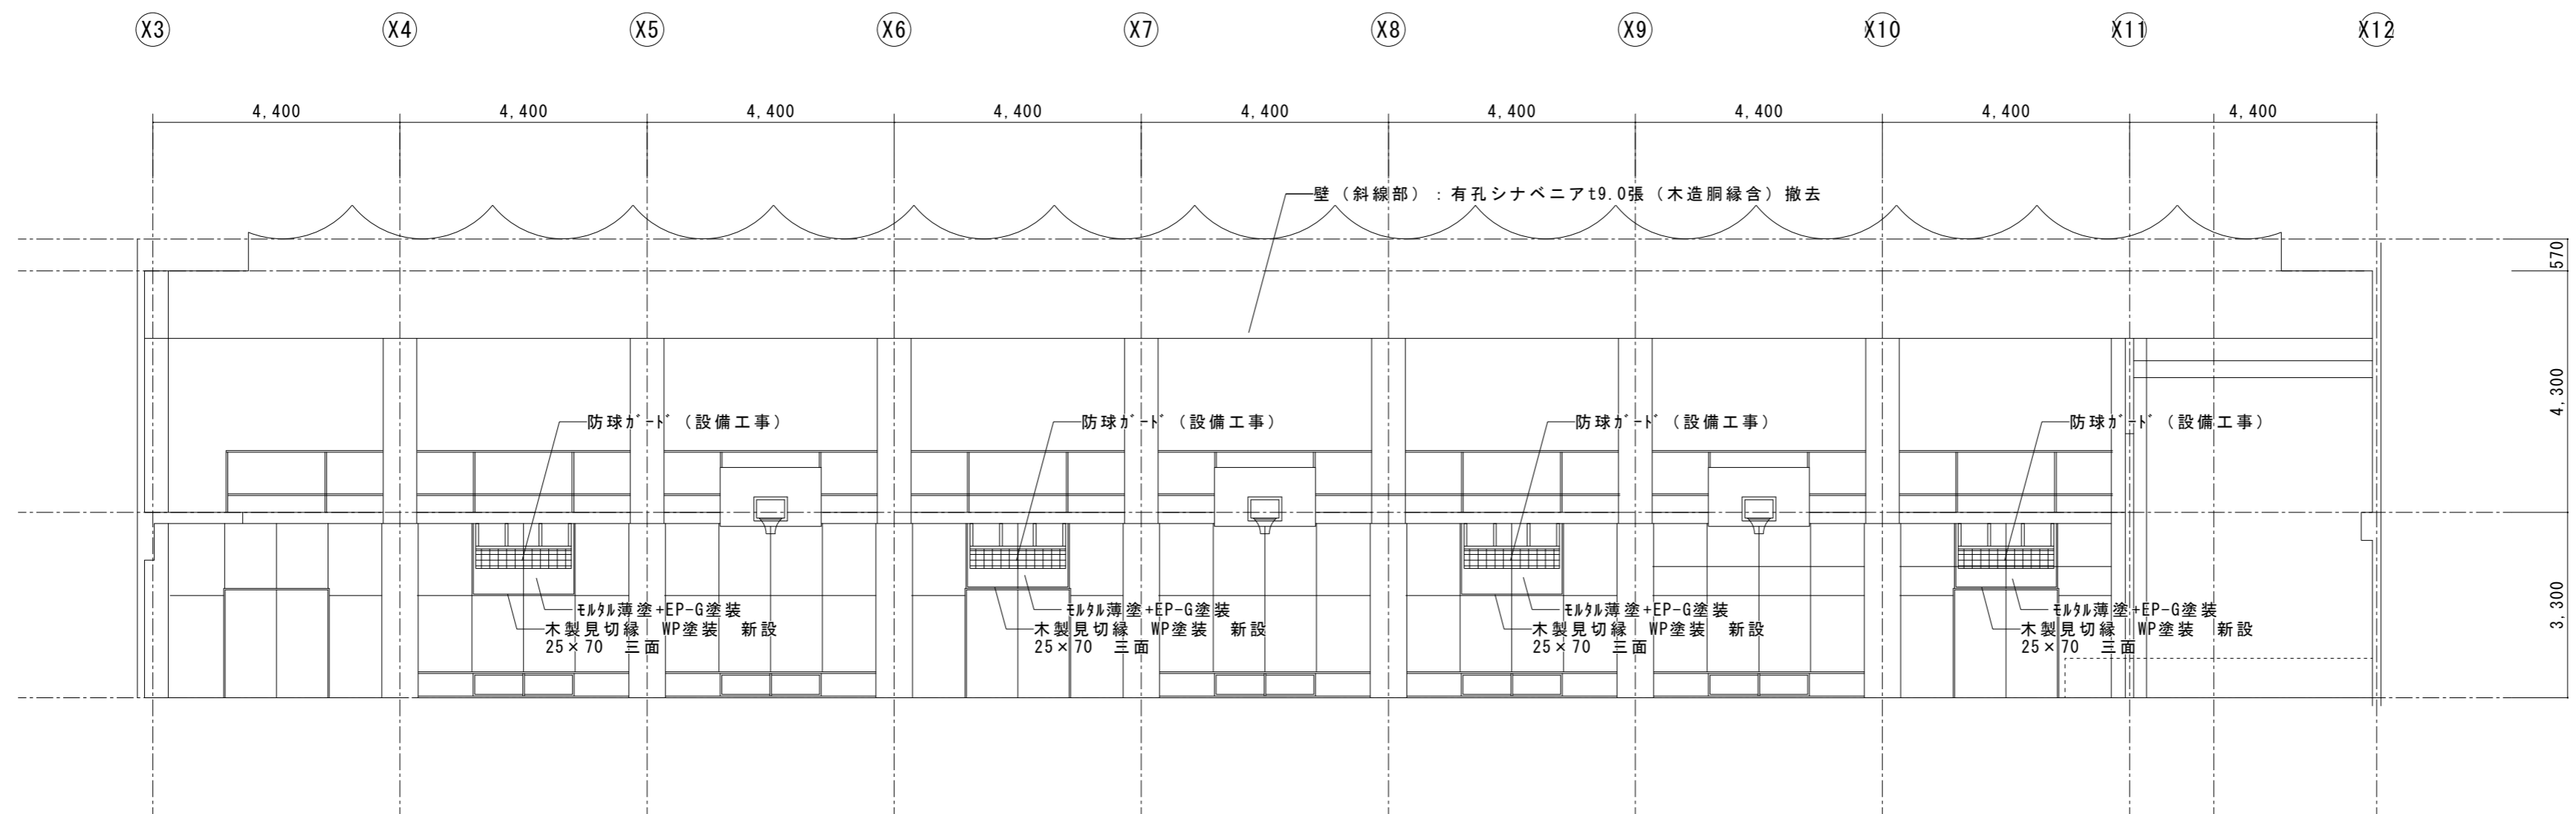 X3 X4 X5 X6 X7 X8 X9 X10 X11 X12
4,400 4,400 4,400 4,400 4,400 4,400 4,400 4,400 4,400
壁（斜線部）：有孔シナベニアt9.0張（木造胴縁含）撤去
570
4,300
防球ｶﾞｰﾄﾞ（設備工事） 防球ｶﾞｰﾄﾞ（設備工事） 防球ｶﾞｰﾄﾞ（設備工事） 防球ｶﾞｰﾄﾞ（設備工事）
3,300
ﾓﾙﾀﾙ薄塗+EP-G塗装 ﾓﾙﾀﾙ薄塗+EP-G塗装 ﾓﾙﾀﾙ薄塗+EP-G塗装 ﾓﾙﾀﾙ薄塗+EP-G塗装
木製見切縁　WP塗装　新設 木製見切縁　WP塗装　新設 木製見切縁　WP塗装　新設 木製見切縁　WP塗装　新設
25×70　三面 25×70　三面 25×70　三面 25×70　三面